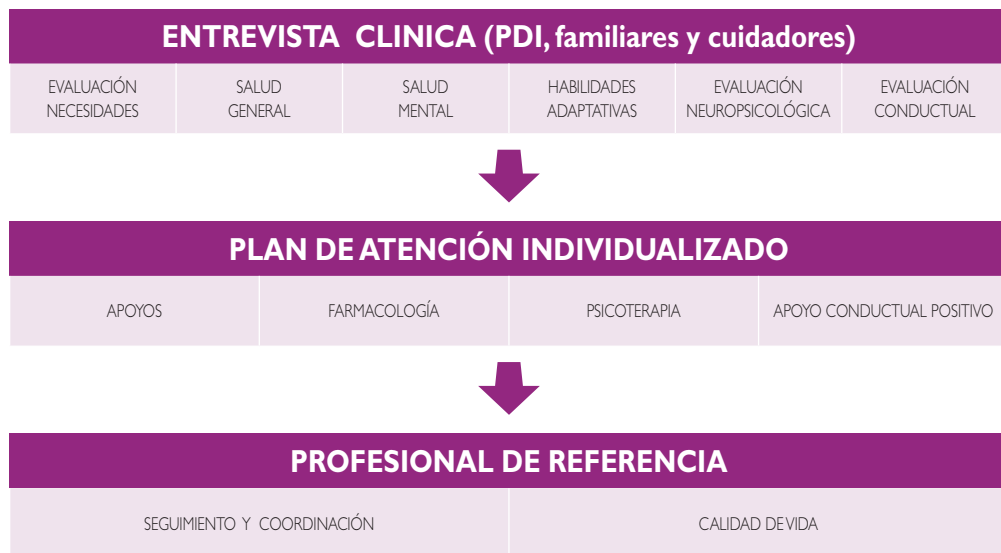 ENTREVISTA CLINICA (PDI, familiares y cuidadores)
EVALUACIÓN NECESIDADES
SALUD GENERAL
SALUD MENTAL
HABILIDADES ADAPTATIVAS
EVALUACIÓN NEUROPSICOLÓGICA
EVALUACIÓN CONDUCTUAL
PLAN DE ATENCIÓN INDIVIDUALIZADO
APOYOS
FARMACOLOGÍA
PSICOTERAPIA
APOYO CONDUCTUAL POSITIVO
PROFESIONAL DE REFERENCIA
SEGUIMIENTO Y COORDINACIÓN
CALIDAD DE VIDA